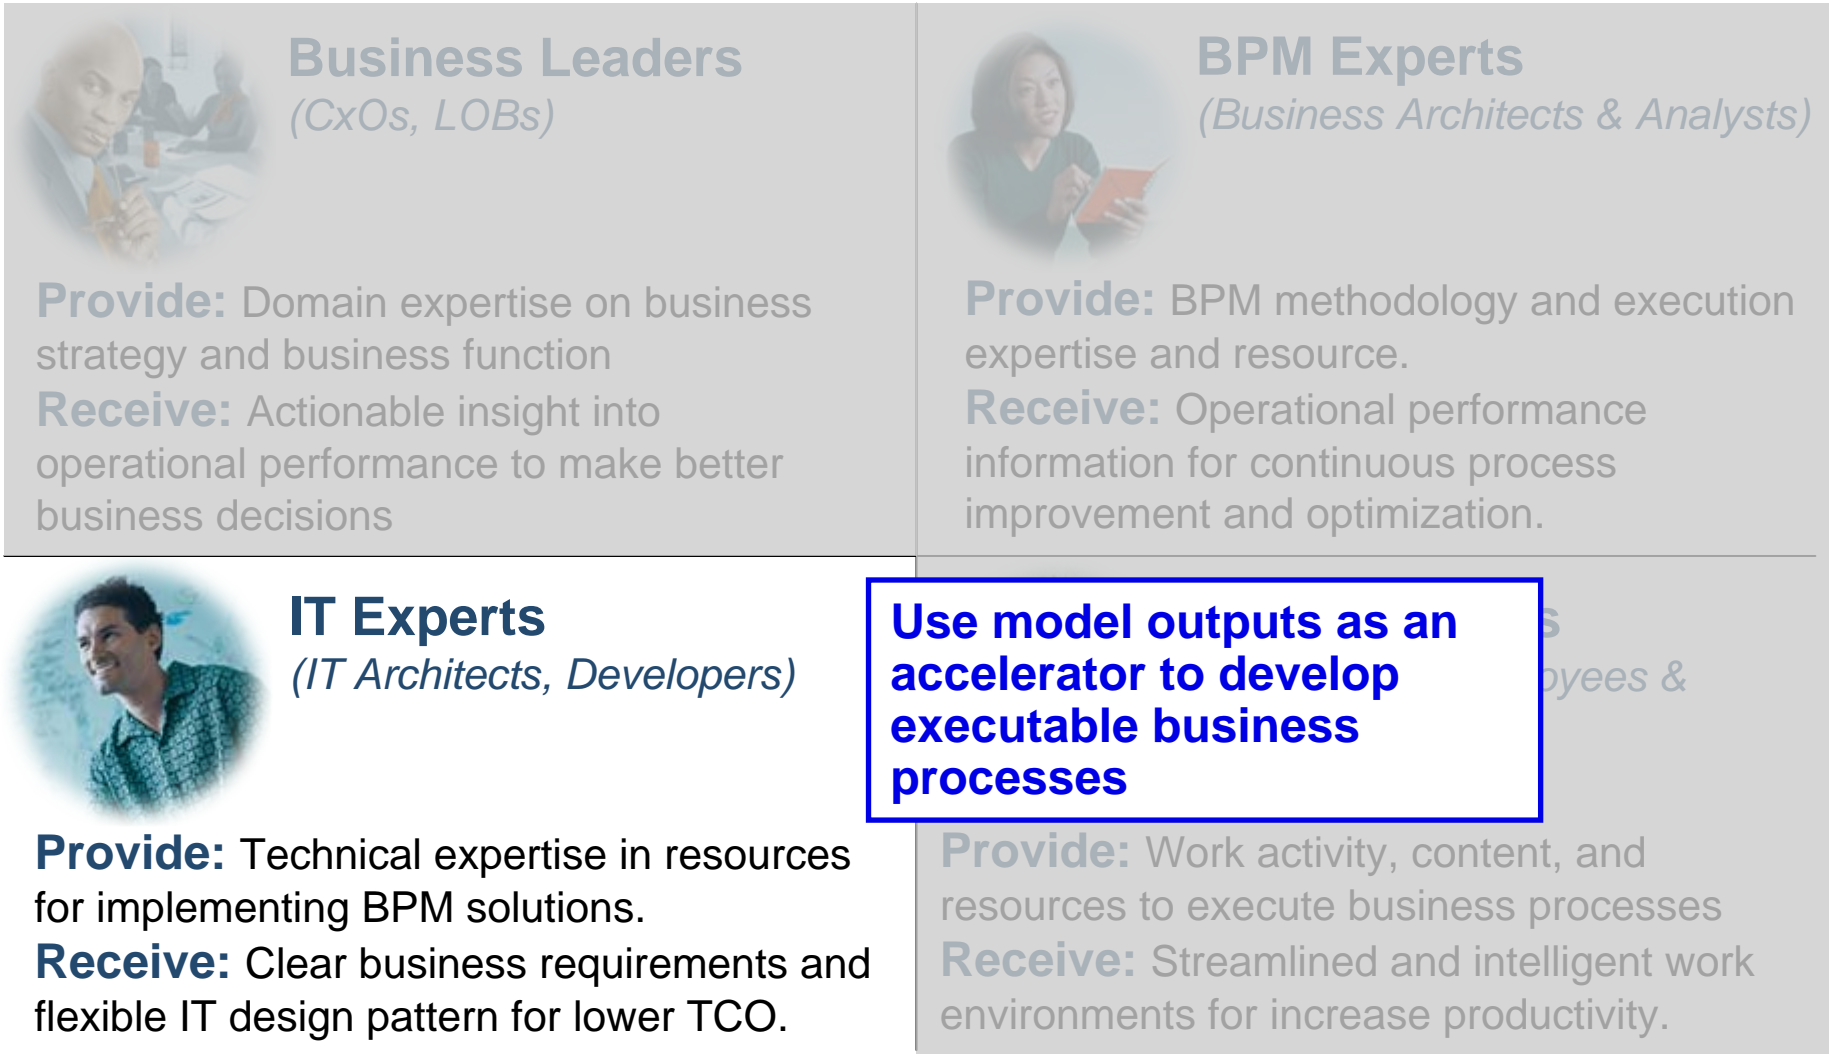 Business Leaders
(CxOs, LOBs)
Provide: Domain expertise on business
strategy and business function
Receive: Actionable insight into
operational performance to make better
business decisions
BPM Experts
(Business Architects & Analysts)
Provide: BPM methodology and execution
expertise and resource.
Receive: Operational performance
information for continuous process
improvement and optimization.
IT Experts
(IT Architects, Developers)
Provide: Technical expertise in resources
for implementing BPM solutions.
Receive: Clear business requirements and
flexible IT design pattern for lower TCO.
Use model outputs as an
accelerator to develop
executable business
processes
&
Provide: Work activity, content, and
resources to execute business processes
Receive: Streamlined and intelligent work
environments for increase productivity.